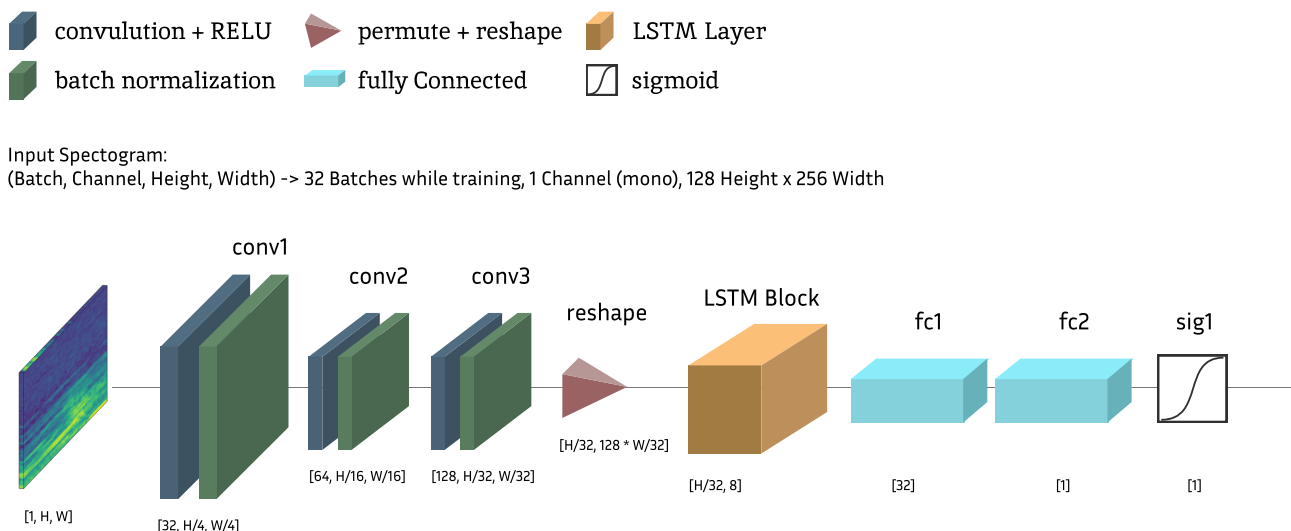 convulution + RELU
permute + reshape
LSTM Layer
batch normalization
fully Connected
sigmoid
Input Spectogram:
(Batch, Channel, Height, Width) -> 32 Batches while training, 1 Channel (mono), 128 Height x 256 Width
conv1
conv2
conv3
reshape
LSTM Block
fc1
fc2
sig1
[1, H, W]
[32, H/4, W/4]
[64, H/16, W/16]
[128, H/32, W/32]
[H/32, 128 * W/32]
[H/32, 8]
[32]
[1]
[1]